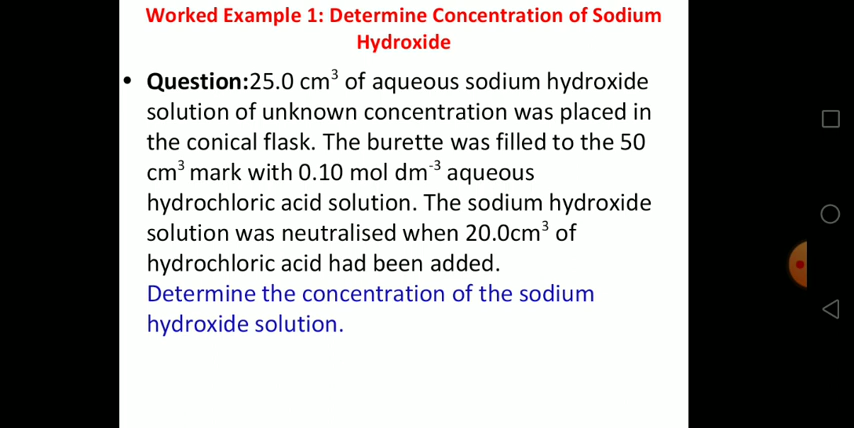 Worked Example 1: Determine Concentration of Sodium
Hydroxide
• Question:25.0 cm³ of aqueous sodium hydroxide
solution of unknown concentration was placed in
the conical flask. The burette was filled to the 50
cm³ mark with 0.10 mol dm⁻³ aqueous
hydrochloric acid solution. The sodium hydroxide
solution was neutralised when 20.0cm³ of
hydrochloric acid had been added.
Determine the concentration of the sodium
hydroxide solution.